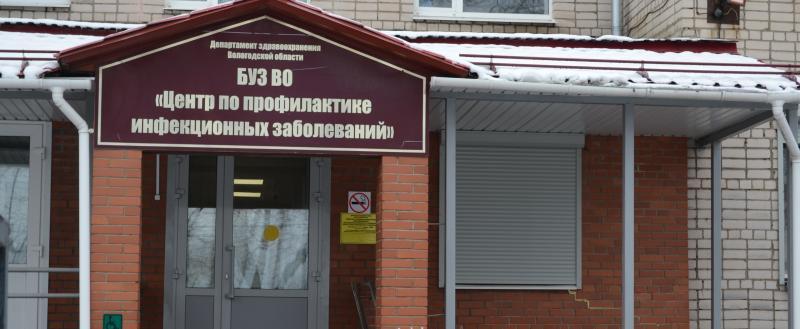 Департамент здравоохранения
Вологодской области
БУЗ ВО
«Центр по профилактике
инфекционных заболеваний»